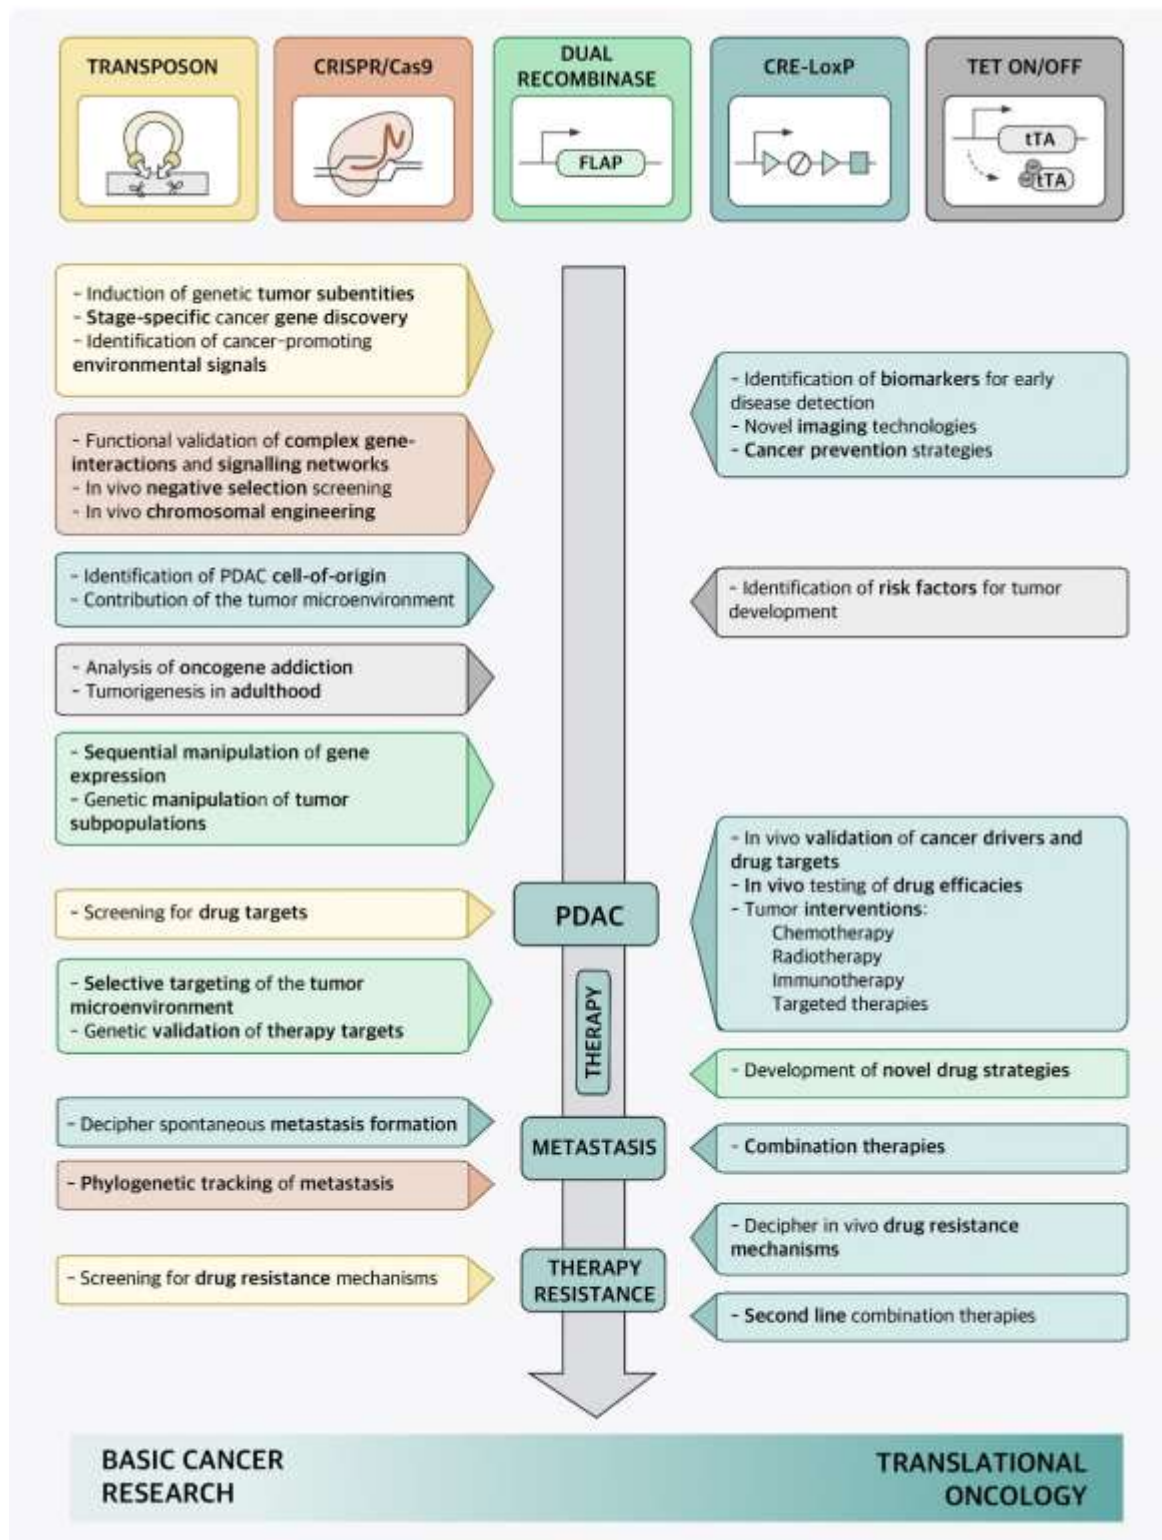 TRANSPOSON
CRISPR/Cas9
DUAL
RECOMBINASE
CRE-LoxP
TET ON/OFF
FLAP
tTA
tTA
- Induction of genetic tumor subentities
- Stage-specific cancer gene discovery
- Identification of cancer-promoting
environmental signals
- Identification of biomarkers for early
disease detection
- Novel imaging technologies
- Cancer prevention strategies
- Functional validation of complex gene-
interactions and signalling networks
- In vivo negative selection screening
- In vivo chromosomal engineering
- Identification of PDAC cell-of-origin
- Contribution of the tumor microenvironment
- Identification of risk factors for tumor
development
- Analysis of oncogene addiction
- Tumorigenesis in adulthood
- Sequential manipulation of gene
expression
- Genetic manipulation of tumor
subpopulations
- In vivo validation of cancer drivers and
drug targets
- In vivo testing of drug efficacies
- Tumor interventions:
Chemotherapy
Radiotherapy
Immunotherapy
Targeted therapies
- Screening for drug targets
PDAC
- Selective targeting of the tumor
microenvironment
- Genetic validation of therapy targets
THERAPY
- Development of novel drug strategies
- Decipher spontaneous metastasis formation
METASTASIS
- Combination therapies
- Phylogenetic tracking of metastasis
- Decipher in vivo drug resistance
mechanisms
- Screening for drug resistance mechanisms
THERAPY
RESISTANCE
- Second line combination therapies
BASIC CANCER
RESEARCH
TRANSLATIONAL
ONCOLOGY